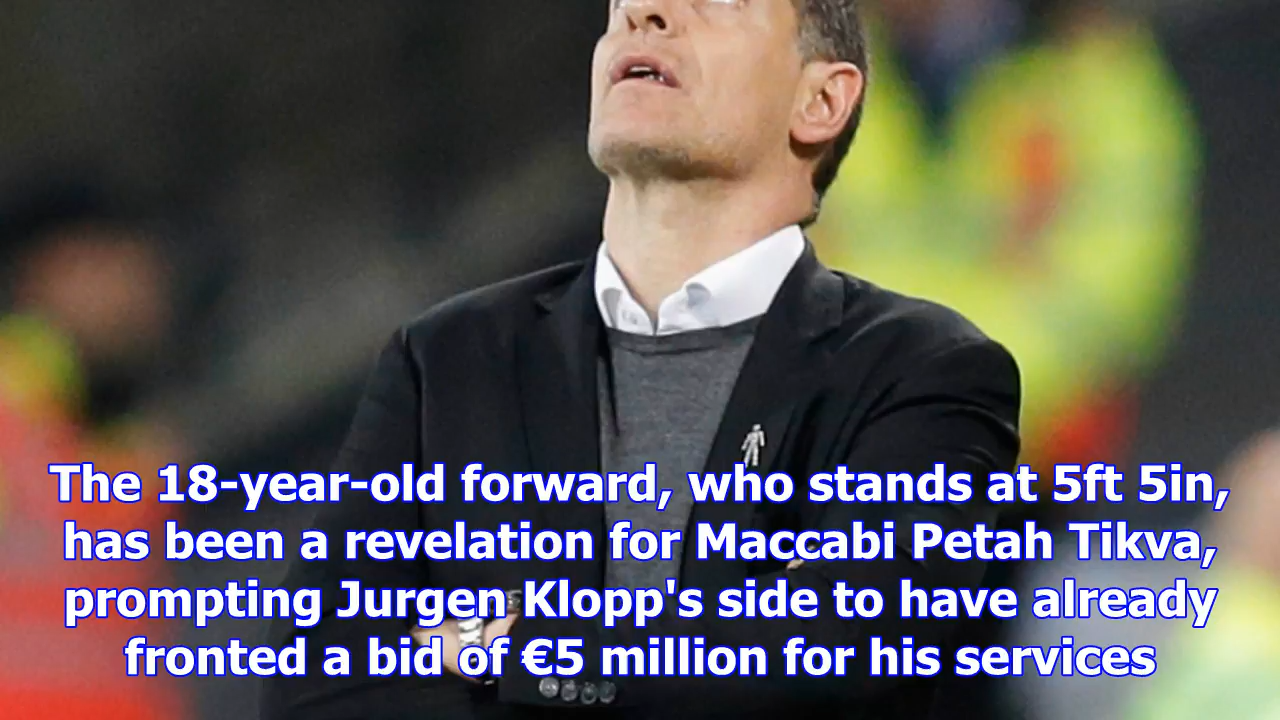 The 18-year-old forward, who stands at 5ft 5in,
has been a revelation for Maccabi Petah Tikva,
prompting Jurgen Klopp's side to have already
fronted a bid of €5 million for his services